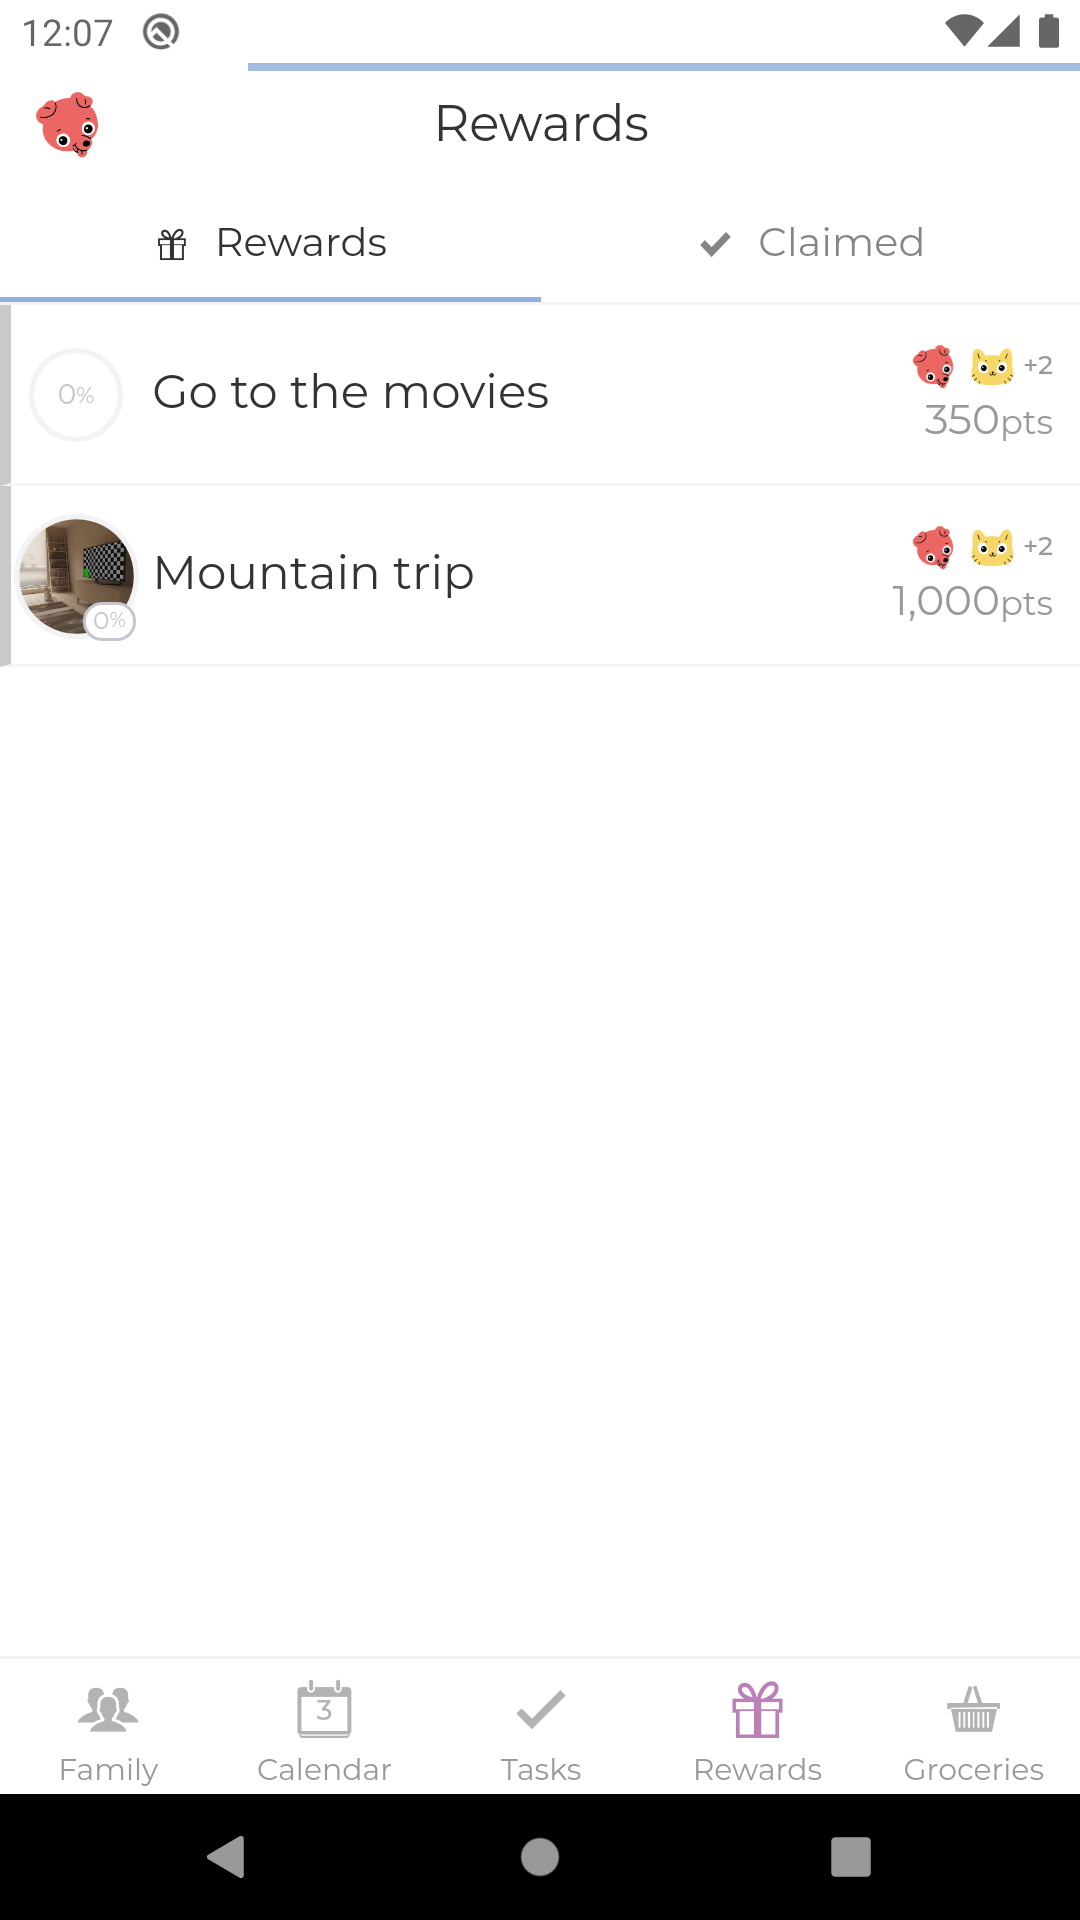 12:07
Rewards
Rewards
Claimed
0%
Go to the movies
+2
350pts
0%
Mountain trip
+2
1,000pts
3
Family
Calendar
Tasks
Rewards
Groceries